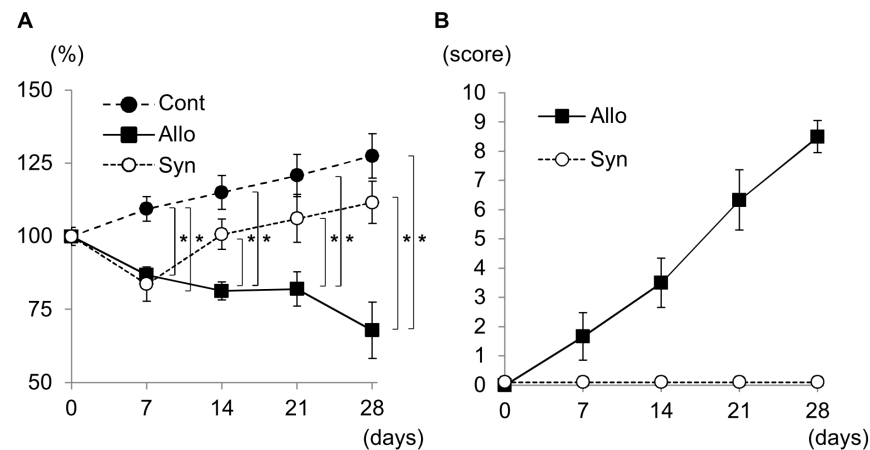 A
(%)
150
125
100
75
50
Cont
Allo
Syn
* *
* *
* *
* *
0 7 14 21 28
(days)
B
(score)
10
9
8
7
6
5
4
3
2
1
0
Allo
Syn
0 7 14 21 28
(days)